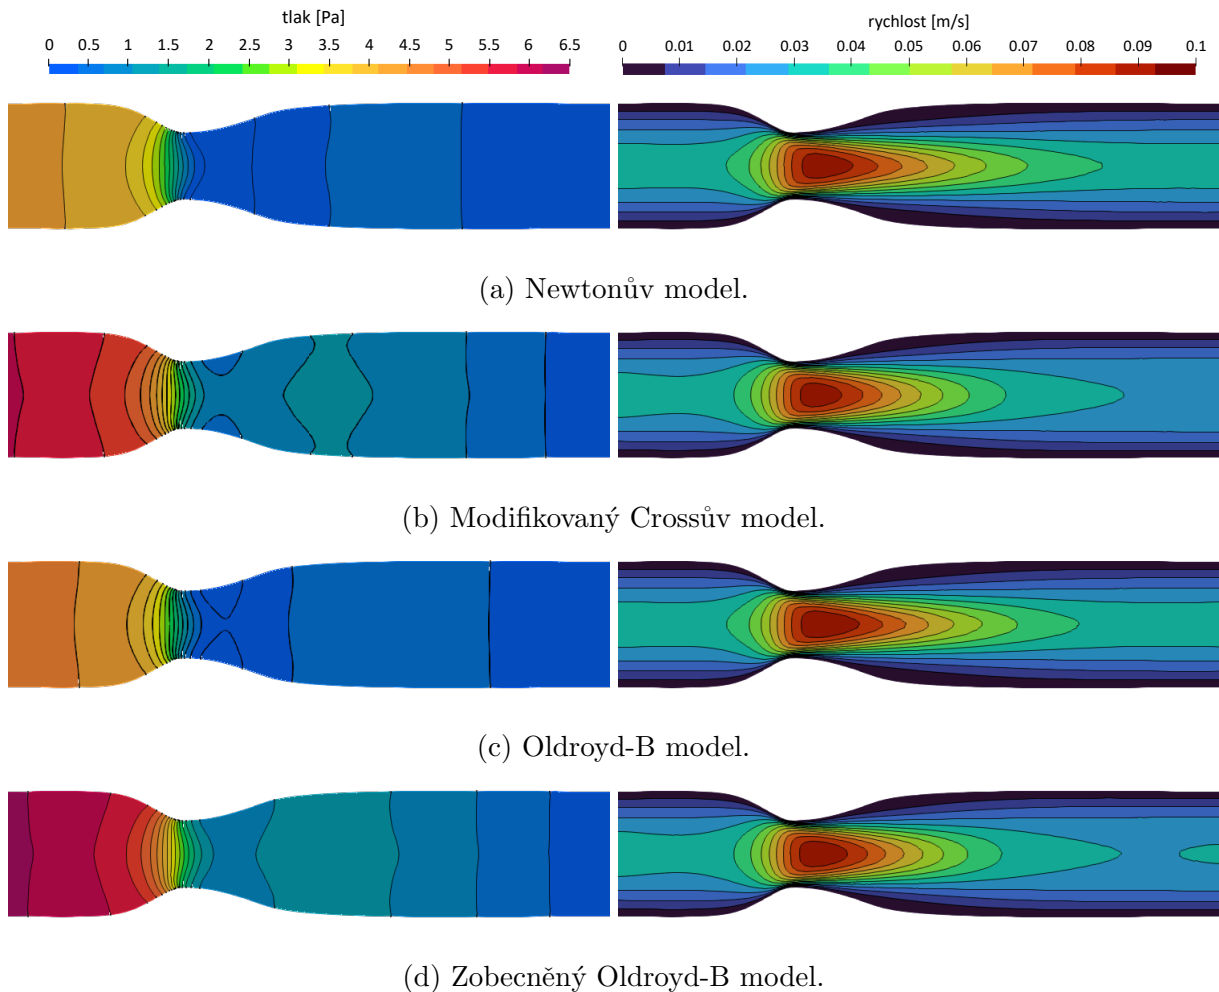 tlak [Pa]
0 0.5 1 1.5 2 2.5 3 3.5 4 4.5 5 5.5 6 6.5
rychlost [m/s]
0 0.01 0.02 0.03 0.04 0.05 0.06 0.07 0.08 0.09 0.1
(a) Newtonův model.
(b) Modifikovaný Crossův model.
(c) Oldroyd-B model.
(d) Zobecněný Oldroyd-B model.